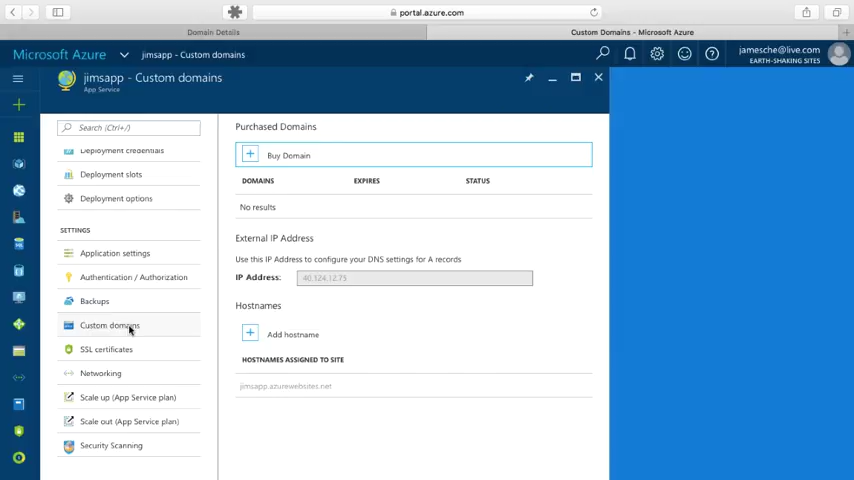 portal.azure.com
Domain Details
Custom Domains - Microsoft Azure
Microsoft Azure
jimsapp - Custom domains
jamesche@live.com
EARTH-SHAKING SITES
jimsapp - Custom domains
App Service
Search (Ctrl+/)
Deployment credentials
Deployment slots
Deployment options
SETTINGS
Application settings
Authentication / Authorization
Backups
Custom domains
SSL certificates
Networking
Scale up (App Service plan)
Scale out (App Service plan)
Security Scanning
Purchased Domains
Buy Domain
DOMAINS EXPIRES STATUS
No results
External IP Address
Use this IP Address to configure your DNS settings for A records
IP Address: 40.124.12.75
Hostnames
Add hostname
HOSTNAMES ASSIGNED TO SITE
jimsapp.azurewebsites.net